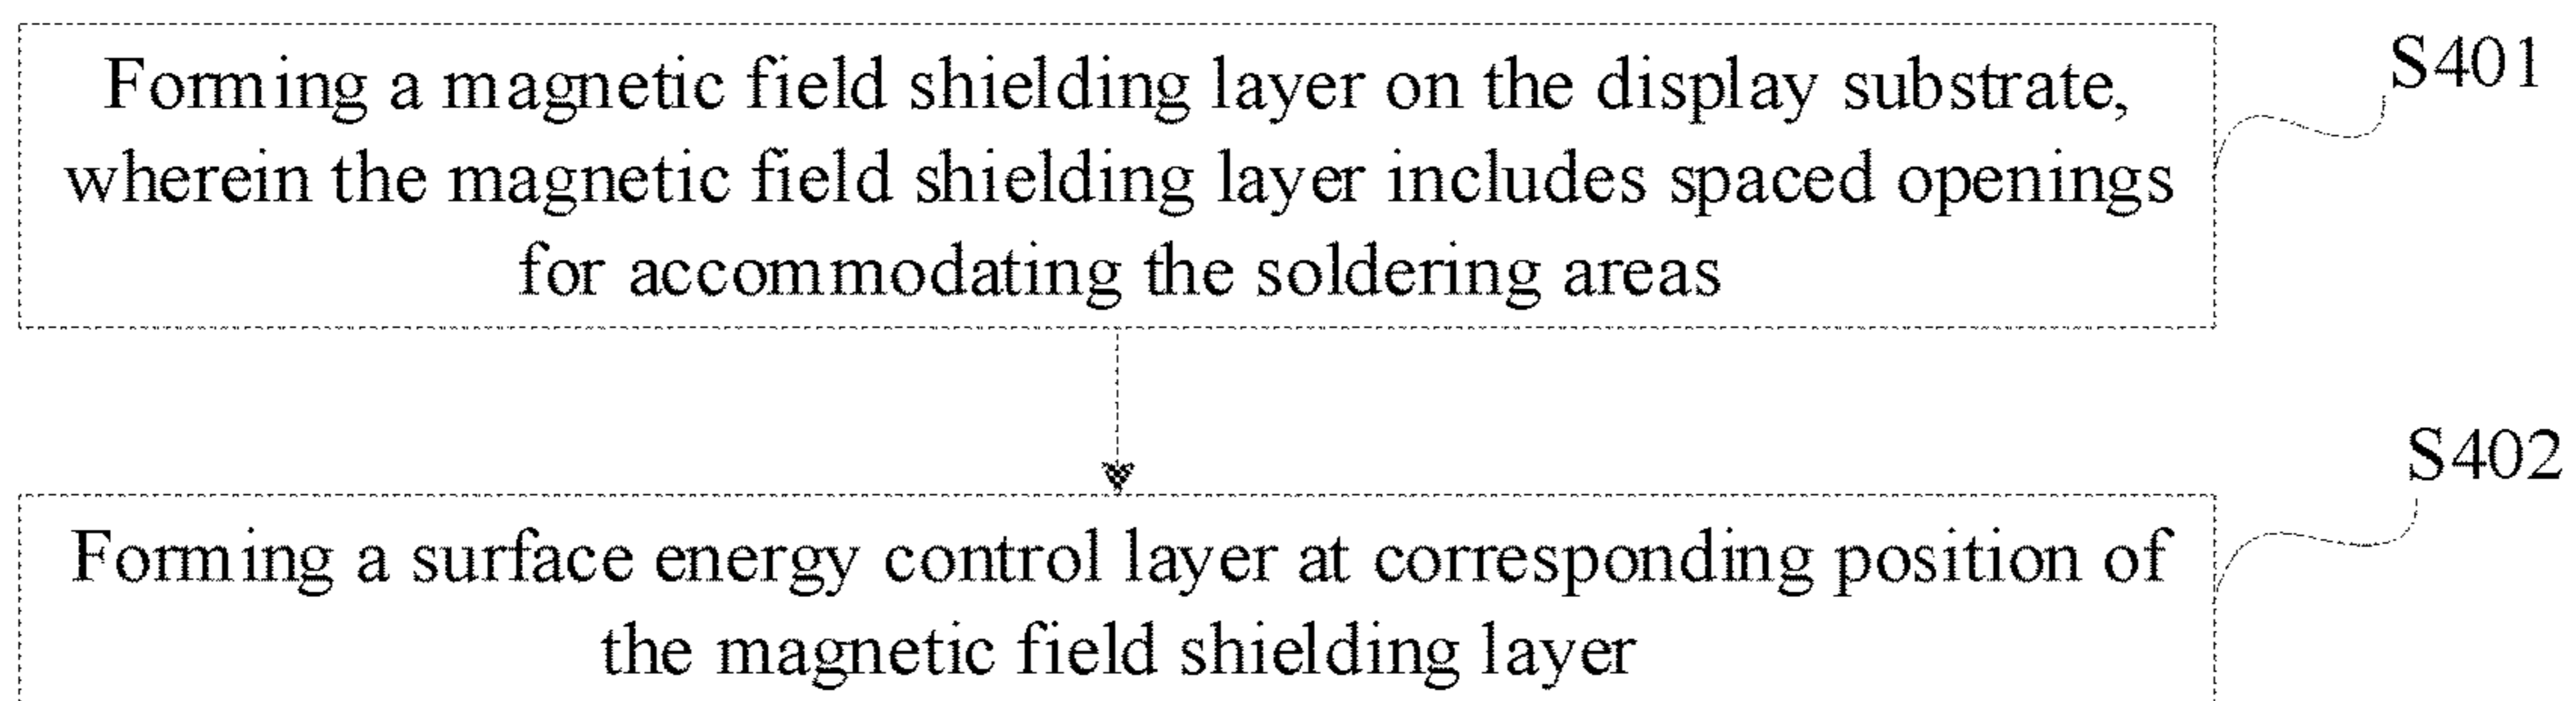 Forming a magnetic field shielding layer on the display substrate,
wherein the magnetic field shielding layer includes spaced openings
for accommodating the soldering areas
S401
Forming a surface energy control layer at corresponding position of
the magnetic field shielding layer
S402